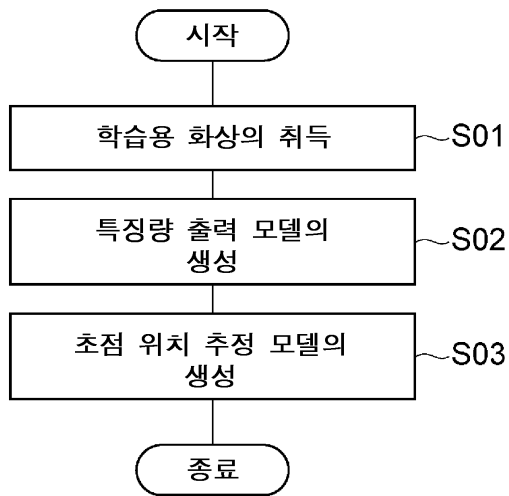 시작
학습용 화상의 취득
S01
특징량 출력 모델의
생성
S02
초점 위치 추정 모델의
생성
S03
종료